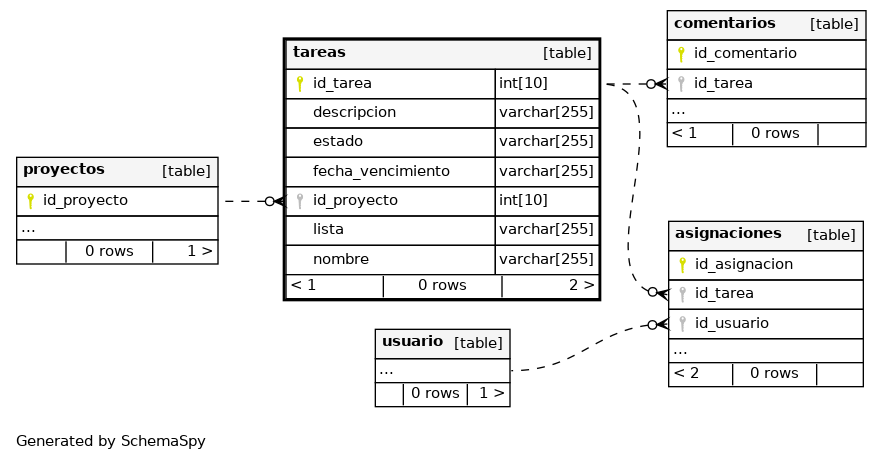 tareas [table]
id_tarea int[10]
descripcion varchar[255]
estado varchar[255]
fecha_vencimiento varchar[255]
id_proyecto int[10]
lista varchar[255]
nombre varchar[255]
< 1 0 rows 2 >
comentarios [table]
id_comentario
id_tarea
...
< 1 0 rows
proyectos [table]
id_proyecto
...
0 rows 1 >
asignaciones [table]
id_asignacion
id_tarea
id_usuario
...
< 2 0 rows
usuario [table]
...
0 rows 1 >
Generated by SchemaSpy